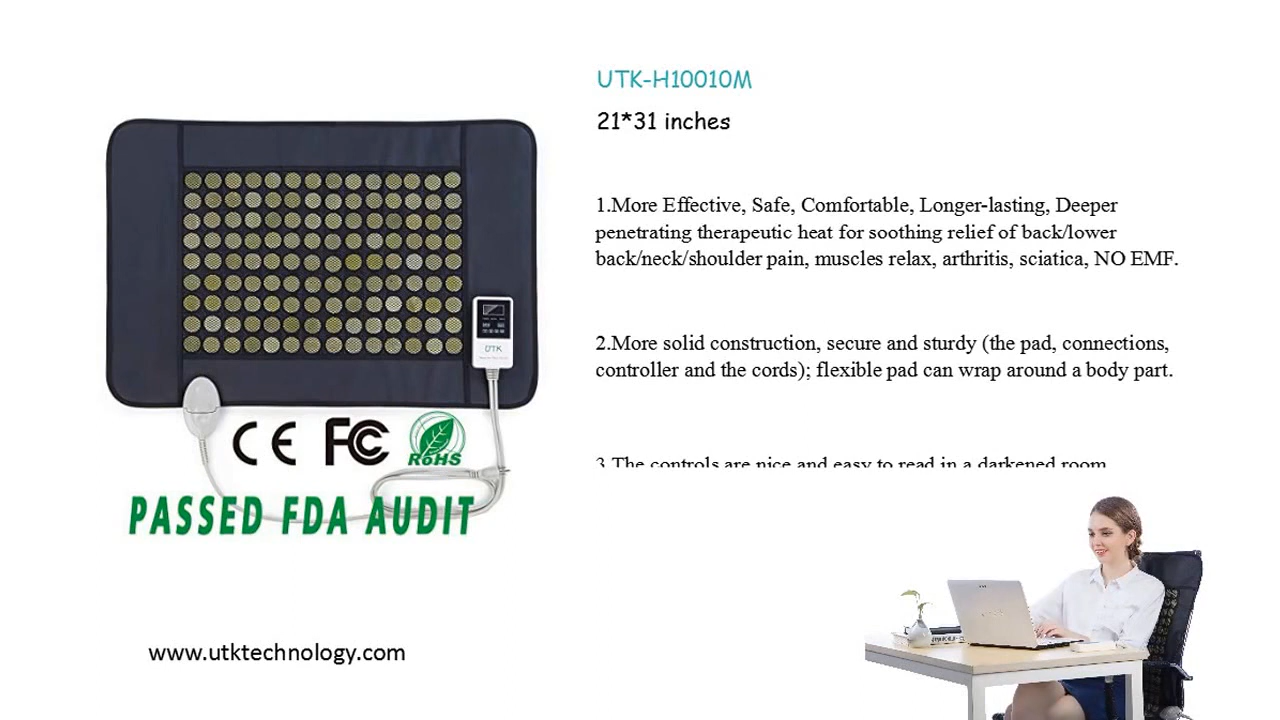 UTK-H10010M
21*31 inches
1.More Effective, Safe, Comfortable, Longer-lasting, Deeper
penetrating therapeutic heat for soothing relief of back/lower
back/neck/shoulder pain, muscles relax, arthritis, sciatica, NO EMF.
2.More solid construction, secure and sturdy (the pad, connections,
controller and the cords); flexible pad can wrap around a body part.
3.The controls are nice and easy to read in a darkened room
UTK
CE FC RoHS
PASSED FDA AUDIT
www.utktechnology.com